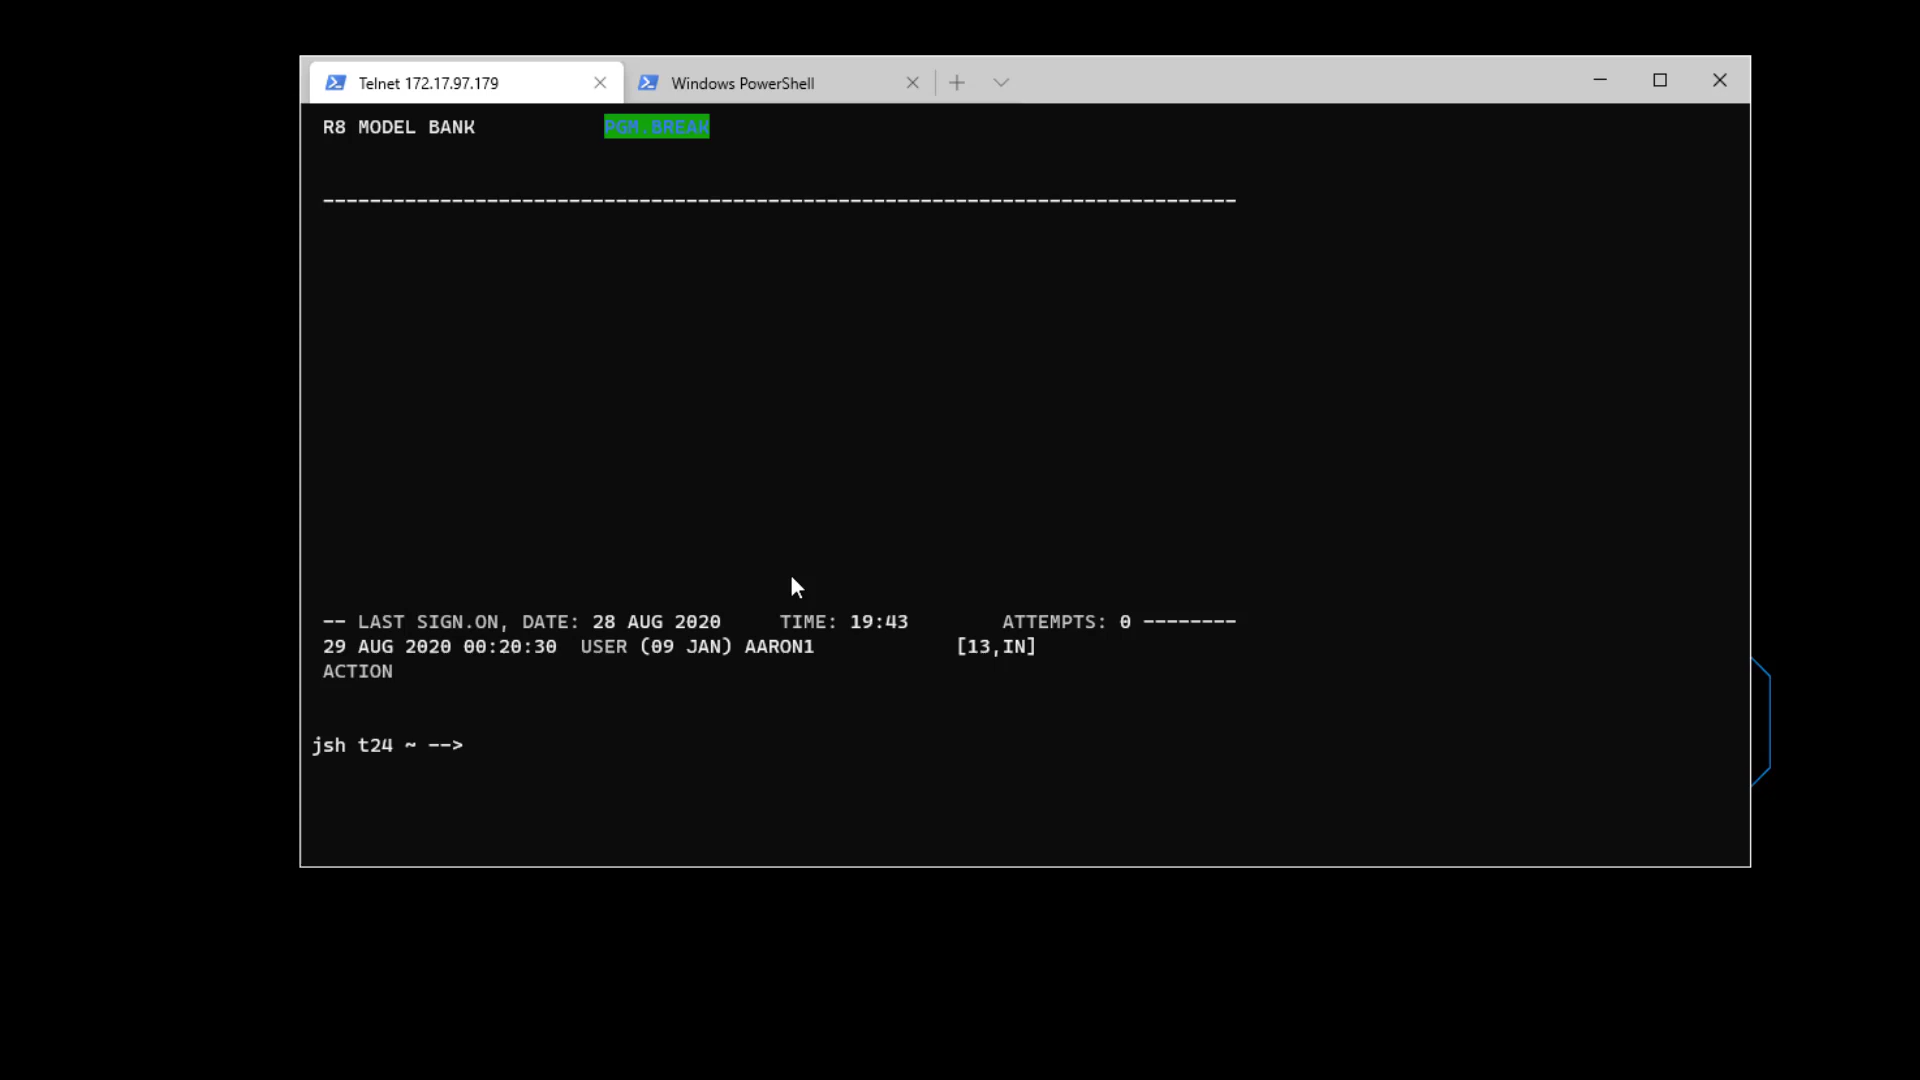 Telnet 172.17.97.179 Windows PowerShell
R8 MODEL BANK PGM.BREAK
------------------------------------------------------------------------------
-- LAST SIGN.ON, DATE: 28 AUG 2020 TIME: 19:43 ATTEMPTS: 0 --------
29 AUG 2020 00:20:30 USER (09 JAN) AARON1 [13,IN]
ACTION
jsh t24 ~ -->